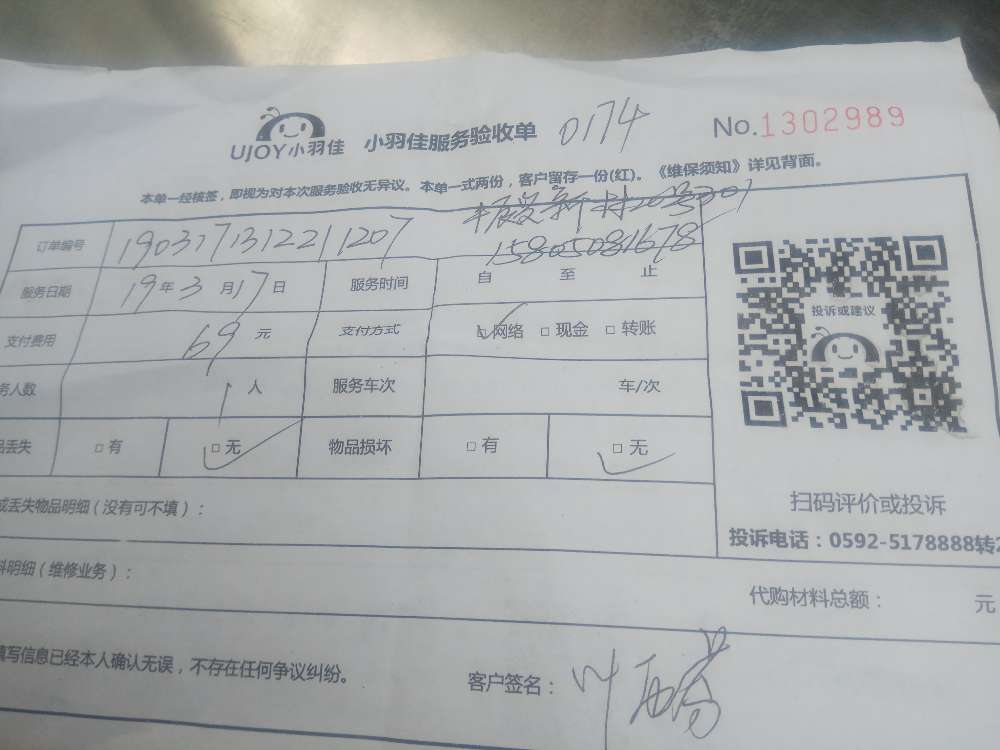 UJOY小羽佳 小羽佳服务验收单 0174 No.1302989
本单一经核签，即视为对本次服务验收无异议。本单一式两份，客户留存一份(红)。《维保须知》详见背面。
订单编号 1903171312211207
15805081678
服务日期 19年3月17日 服务时间 自 至 止
支付费用 69 元 支付方式 □网络 □现金 □转账
务人数 1人 服务车次 车/次
品丢失 □有 □无 物品损坏 □有 □无
投诉或建议
扫码评价或投诉
投诉电话：0592-5178888转2
或丢失物品明细（没有可不填）：
料明细（维修业务）：
代购材料总额： 元
填写信息已经本人确认无误，不存在任何争议纠纷。
客户签名：叶